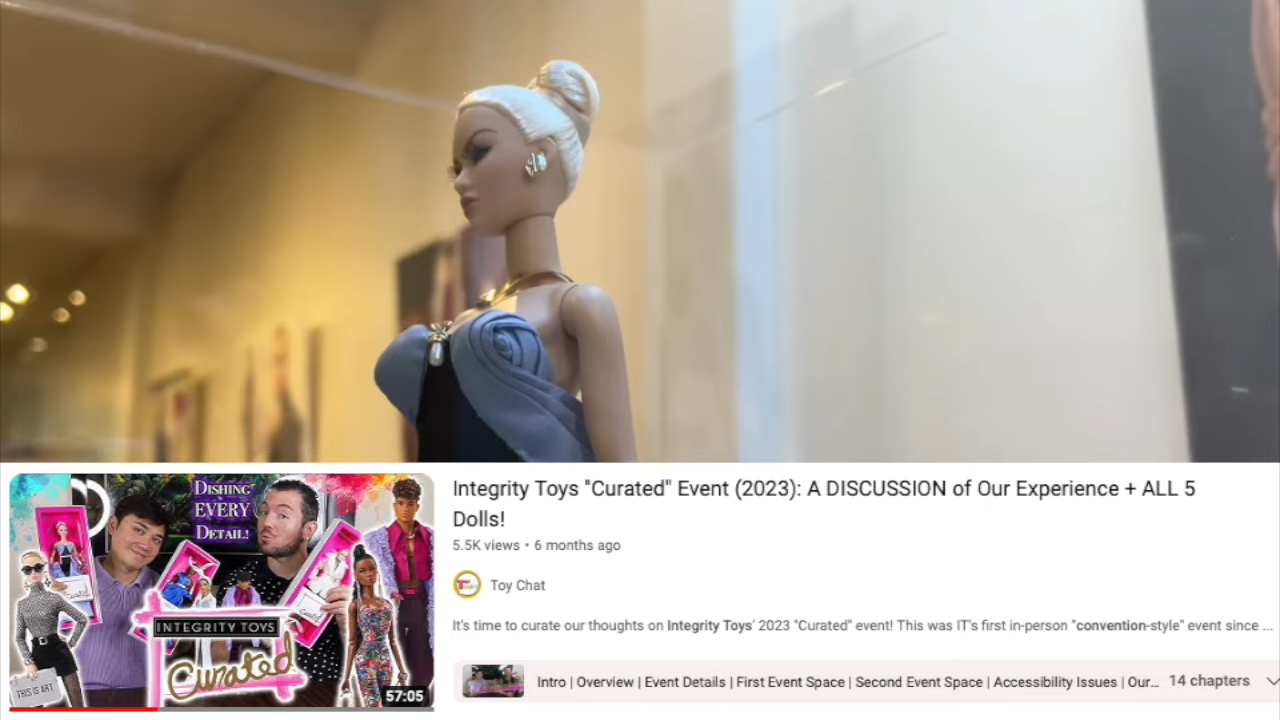 DISHING
EVERY
DETAIL!
INTEGRITY TOYS
Curated
THIS IS ART
57:05
Integrity Toys "Curated" Event (2023): A DISCUSSION of Our Experience + ALL 5
Dolls!
5.5K views • 6 months ago
Toy Chat
It's time to curate our thoughts on Integrity Toys' 2023 "Curated" event! This was IT's first in-person "convention-style" event since ...
Intro | Overview | Event Details | First Event Space | Second Event Space | Accessibility Issues | Our... 14 chapters